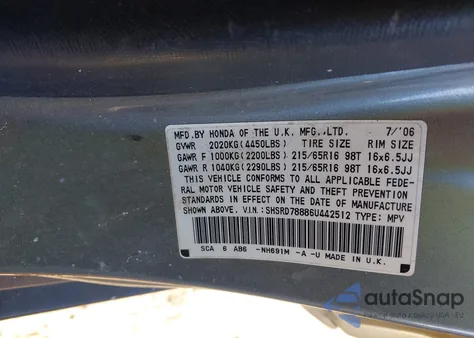 MFD.BY HONDA OF THE U.K. MFG.,LTD. 7/'06
GVWR 2020KG(4450LBS) TIRE SIZE RIM SIZE
GAWR F 1000KG(2200LBS) 215/65R16 98T 16x6.5JJ
GAWR R 1040KG(2290LBS) 215/65R16 98T 16x6.5JJ
THIS VEHICLE CONFORMS TO ALL APPLICABLE FEDE-
RAL MOTOR VEHICLE SAFETY AND THEFT PREVENTION
STANDARDS IN EFFECT ON THE DATE OF MANUFACTURE
SHOWN ABOVE. V.I.N.:SHSRD78886U442512 TYPE: MPV
SCA 6 AB6 -NH691M -A -U MADE IN U.K.
autoSnap